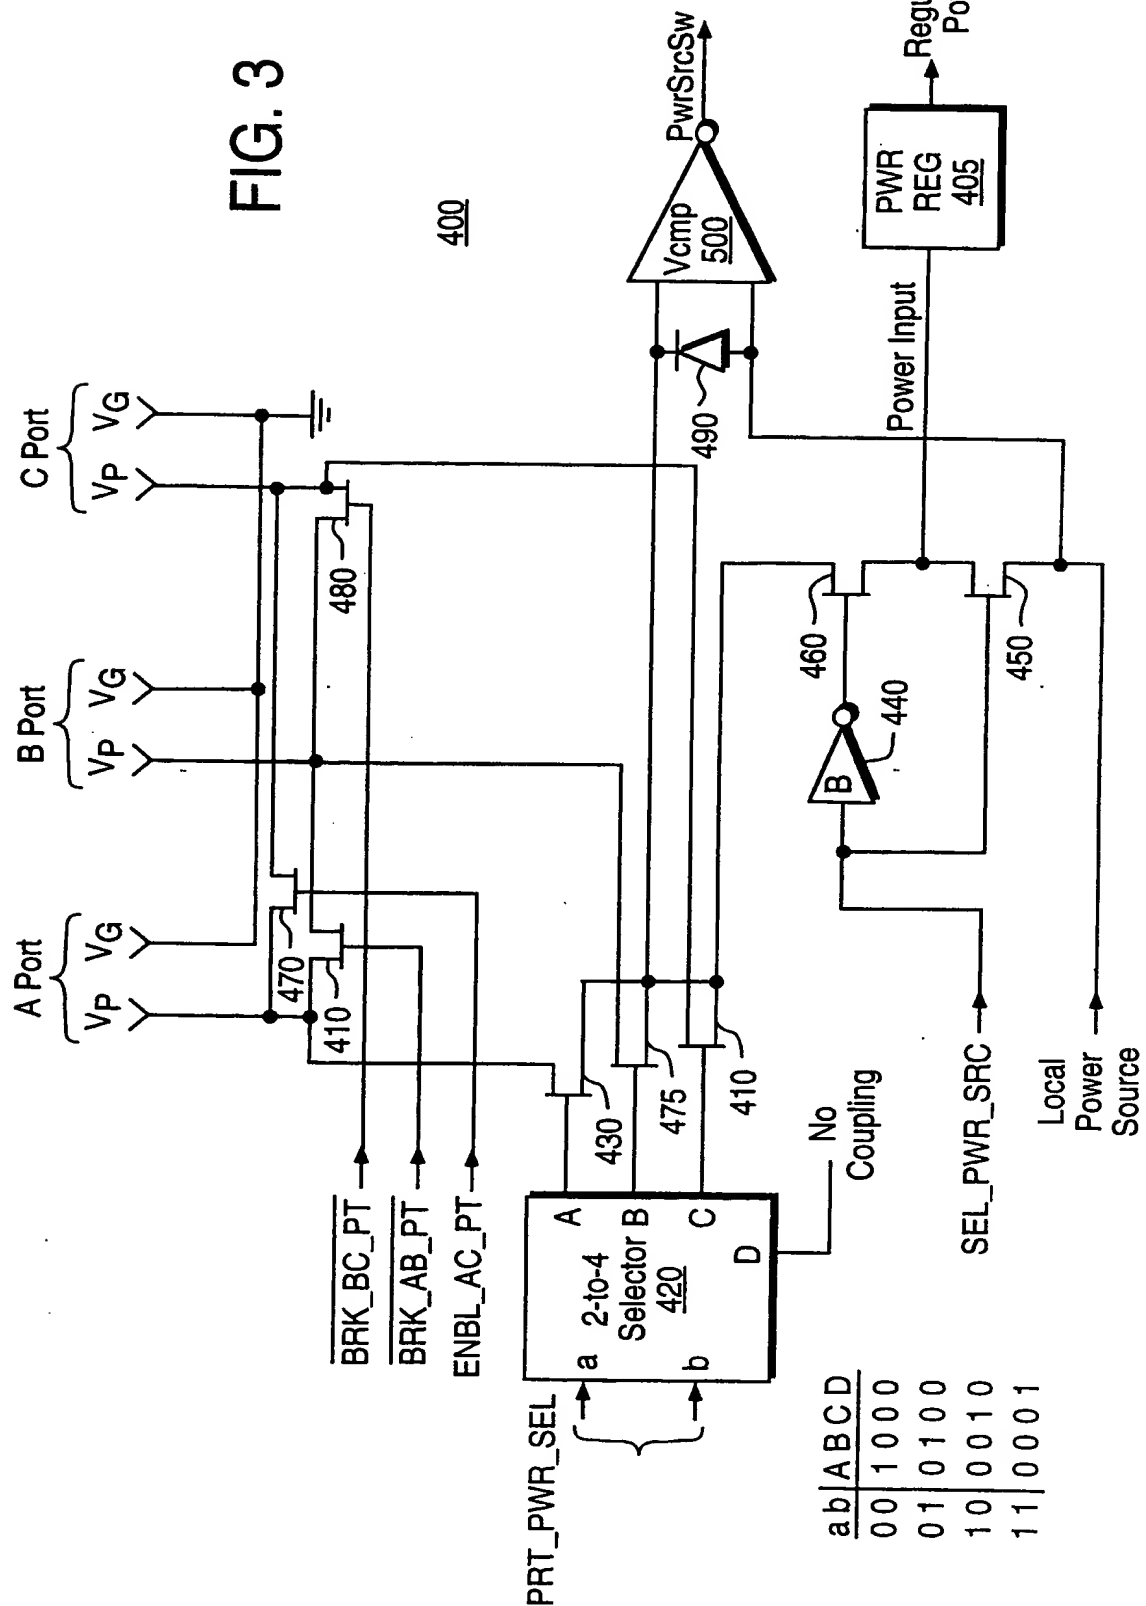 FIG. 3
400
A Port
VP
VG
B Port
VP
VG
C Port
VP
VG
470
410
480
BRK_BC_PT
BRK_AB_PT
ENBL_AC_PT
PRT_PWR_SEL
a
b
2-to-4
Selector
420
A
B
C
D
No
Coupling
430
475
410
490
Vcmp
500
PwrSrcSw
SEL_PWR_SRC
Local
Power
Source
B
440
460
450
Power Input
PWR
REG
405
ab ABCD
00 1000
01 0100
10 0010
11 0001